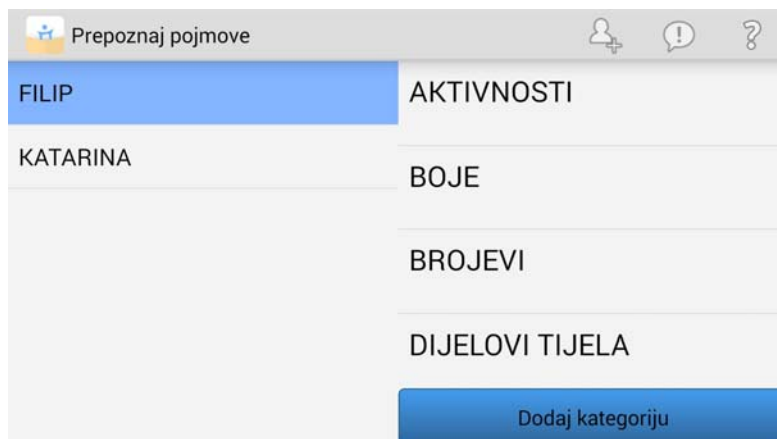 Prepoznaj pojmove
FILIP
KATARINA
AKTIVNOSTI
BOJE
BROJEVI
DIJELOVI TIJELA
Dodaj kategoriju